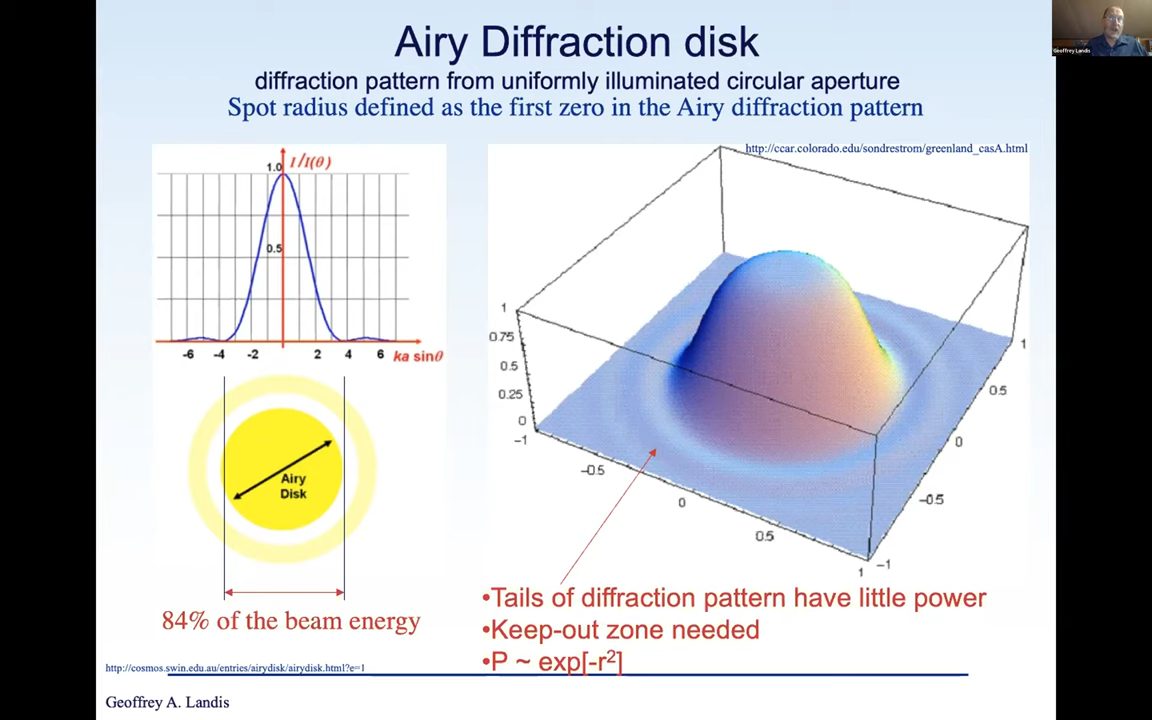 Airy Diffraction disk
diffraction pattern from uniformly illuminated circular aperture
Spot radius defined as the first zero in the Airy diffraction pattern
Geoffrey Landis
http://ccar.colorado.edu/sondrestrom/greenland_casA.html
I/I(θ)
1.0
0.5
-6 -4 -2 2 4 6 ka sinθ
Airy
Disk
84% of the beam energy
1
0.75
0.5
0.25
0
-1
-0.5
0
0.5
1
-1
-0.5
0
0.5
1
•Tails of diffraction pattern have little power
•Keep-out zone needed
•P ~ exp[-r²]
http://cosmos.swin.edu.au/entries/airydisk/airydisk.html?e=1
Geoffrey A. Landis